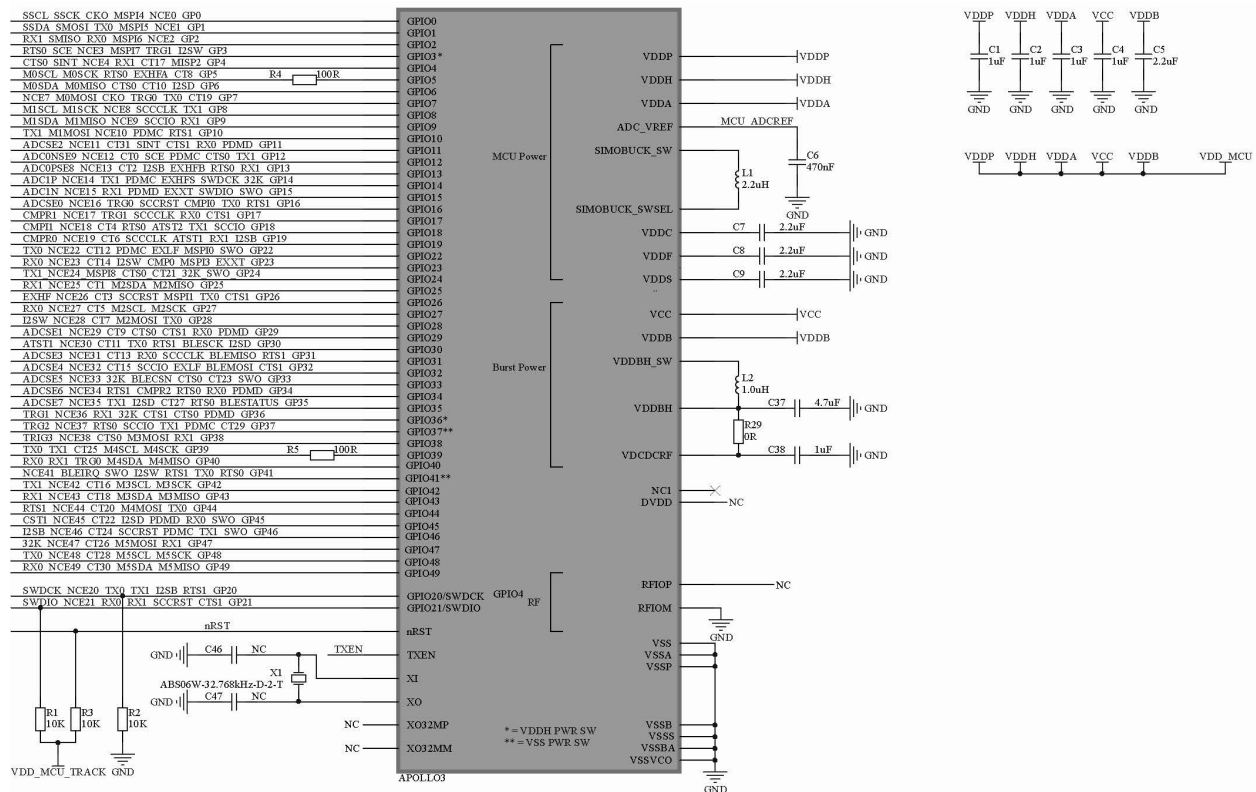 SSCL SSCK CKO MSPI4 NCE0 GP0
SSDA SMOSI TX0 MSPI5 NCE1 GP1
RX1 SMISO RX0 MSPI6 NCE2 GP2
RTS0 SCE NCE3 MSPI7 TRG1 I2SW GP3
CTS0 SINT NCE4 RX1 CT17 MISP2 GP4
M0SCL M0SCK RTS0 EXHFA CT8 GP5
M0SDA M0MISO CTS0 CT10 I2SD GP6
NCE7 M0MOSI CKO TRG0 TX0 CT19 GP7
M1SCL M1SCK NCE8 SCCCLK TX1 GP8
M1SDA M1MISO NCE9 SCCIO RX1 GP9
TX1 M1MOSI NCE10 PDMC RTS1 GP10
ADCSE2 NCE11 CT31 SINT CTS1 RX0 PDMD GP11
ADC0NSE9 NCE12 CT0 SCE PDMC CTS0 TX1 GP12
ADC0PSE8 NCE13 CT2 I2SB EXHFB RTS0 RX1 GP13
ADC1P NCE14 TX1 PDMC EXHFS SWDCK 32K GP14
ADC1N NCE15 RX1 PDMD EXXT SWDIO SWO GP15
ADCSE0 NCE16 TRG0 SCCRST CMPI0 TX0 RTS1 GP16
CMPR1 NCE17 TRG1 SCCCLK RX0 CTS1 GP17
CMPI1 NCE18 CT4 RTS0 ATST2 TX1 SCCIO GP18
CMPR0 NCE19 CT6 SCCCLK ATST1 RX1 I2SB GP19
TX0 NCE22 CT12 PDMC EXLF MSPI0 SWO GP22
RX0 NCE23 CT14 I2SW CMP0 MSPI3 EXXT GP23
TX1 NCE24 MSPI8 CTS0 CT21 32K SWO GP24
RX1 NCE25 CT1 M2SDA M2MISO GP25
EXHF NCE26 CT3 SCCRST MSPI1 TX0 CTS1 GP26
RX0 NCE27 CT5 M2SCL M2SCK GP27
I2SW NCE28 CT7 M2MOSI TX0 GP28
ADCSE1 NCE29 CT9 CTS0 CTS1 RX0 PDMD GP29
ATST1 NCE30 CT11 TX0 RTS1 BLESCK I2SD GP30
ADCSE3 NCE31 CT13 RX0 SCCCLK BLEMISO RTS1 GP31
ADCSE4 NCE32 CT15 SCCIO EXLF BLEMOSI CTS1 GP32
ADCSE5 NCE33 32K BLECSN CTS0 CT23 SWO GP33
ADCSE6 NCE34 RTS1 CMPR2 RTS0 RX0 PDMD GP34
ADCSE7 NCE35 TX1 I2SD CT27 RTS0 BLESTATUS GP35
TRG1 NCE36 RX1 32K CTS1 CTS0 PDMD GP36
TRG2 NCE37 RTS0 SCCIO TX1 PDMC CT29 GP37
TRIG3 NCE38 CTS0 M3MOSI RX1 GP38
TX0 TX1 CT25 M4SCL M4SCK GP39
RX0 RX1 TRG0 M4SDA M4MISO GP40
NCE41 BLEIRQ SWO I2SW RTS1 TX0 RTS0 GP41
TX1 NCE42 CT16 M3SCL M3SCK GP42
RX1 NCE43 CT18 M3SDA M3MISO GP43
RTS1 NCE44 CT20 M4MOSI TX0 GP44
CST1 NCE45 CT22 I2SD PDMD RX0 SWO GP45
I2SB NCE46 CT24 SCCRST PDMC TX1 SWO GP46
32K NCE47 CT26 M5MOSI RX1 GP47
TX0 NCE48 CT28 M5SCL M5SCK GP48
RX0 NCE49 CT30 M5SDA M5MISO GP49
SWDCK NCE20 TX0 TX1 I2SB RTS1 GP20
SWDIO NCE21 RX0 RX1 SCCRST CTS1 GP21
nRST
R4 100R
R5 100R
GND C46 NC
TXEN
X1
ABS06W-32.768kHz-D-2-T
GND C47 NC
NC
NC
R1 10K
R3 10K
R2 10K
VDD_MCU_TRACK GND
GPIO0
GPIO1
GPIO2
GPIO3*
GPIO4
GPIO5
GPIO6
GPIO7
GPIO8
GPIO9
GPIO10
GPIO11
GPIO12
GPIO13
GPIO14
GPIO15
GPIO16
GPIO17
GPIO18
GPIO19
GPIO22
GPIO23
GPIO24
GPIO25
GPIO26
GPIO27
GPIO28
GPIO29
GPIO30
GPIO31
GPIO32
GPIO33
GPIO34
GPIO35
GPIO36*
GPIO37**
GPIO38
GPIO39
GPIO40
GPIO41**
GPIO42
GPIO43
GPIO44
GPIO45
GPIO46
GPIO47
GPIO48
GPIO49
GPIO20/SWDCK
GPIO21/SWDIO
nRST
TXEN
XI
XO
XO32MP
XO32MM
APOLLO3
MCU Power
Burst Power
GPIO4 RF
* = VDDH PWR SW
** = VSS PWR SW
VDDP
VDDH
VDDA
ADC_VREF
SIMOBUCK_SW
SIMOBUCK_SWSEL
VDDC
VDDF
VDDS
VCC
VDDB
VDDBH_SW
VDDBH
VDCDCRF
NC1
DVDD
RFIOP
RFIOM
VSS
VSSA
VSSP
VSSB
VSSS
VSSBA
VSSVCO
VDDP
VDDH
VDDA
MCU_ADCREF
C6 470nF
GND
L1 2.2uH
C7 2.2uF GND
C8 2.2uF GND
C9 2.2uF GND
VCC
VDDB
L2 1.0uH
C37 4.7uF GND
R29 0R
C38 1uF GND
NC
NC
GND
GND
VDDP VDDH VDDA VCC VDDB
C1 1uF
C2 1uF
C3 1uF
C4 1uF
C5 2.2uF
GND GND GND GND GND
VDDP VDDH VDDA VCC VDDB VDD_MCU